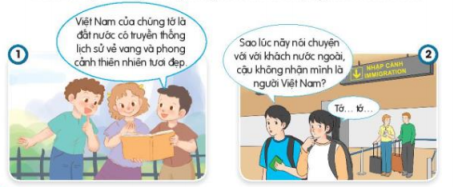 1
Việt Nam của chúng tớ là
đất nước có truyền thống
lịch sử vẻ vang và phong
cảnh thiên nhiên tươi đẹp.
2
Sao lúc nãy nói chuyện
với với khách nước ngoài,
cậu không nhận mình là
người Việt Nam?
NHẬP CẢNH
IMMIGRATION
Tớ... tớ...